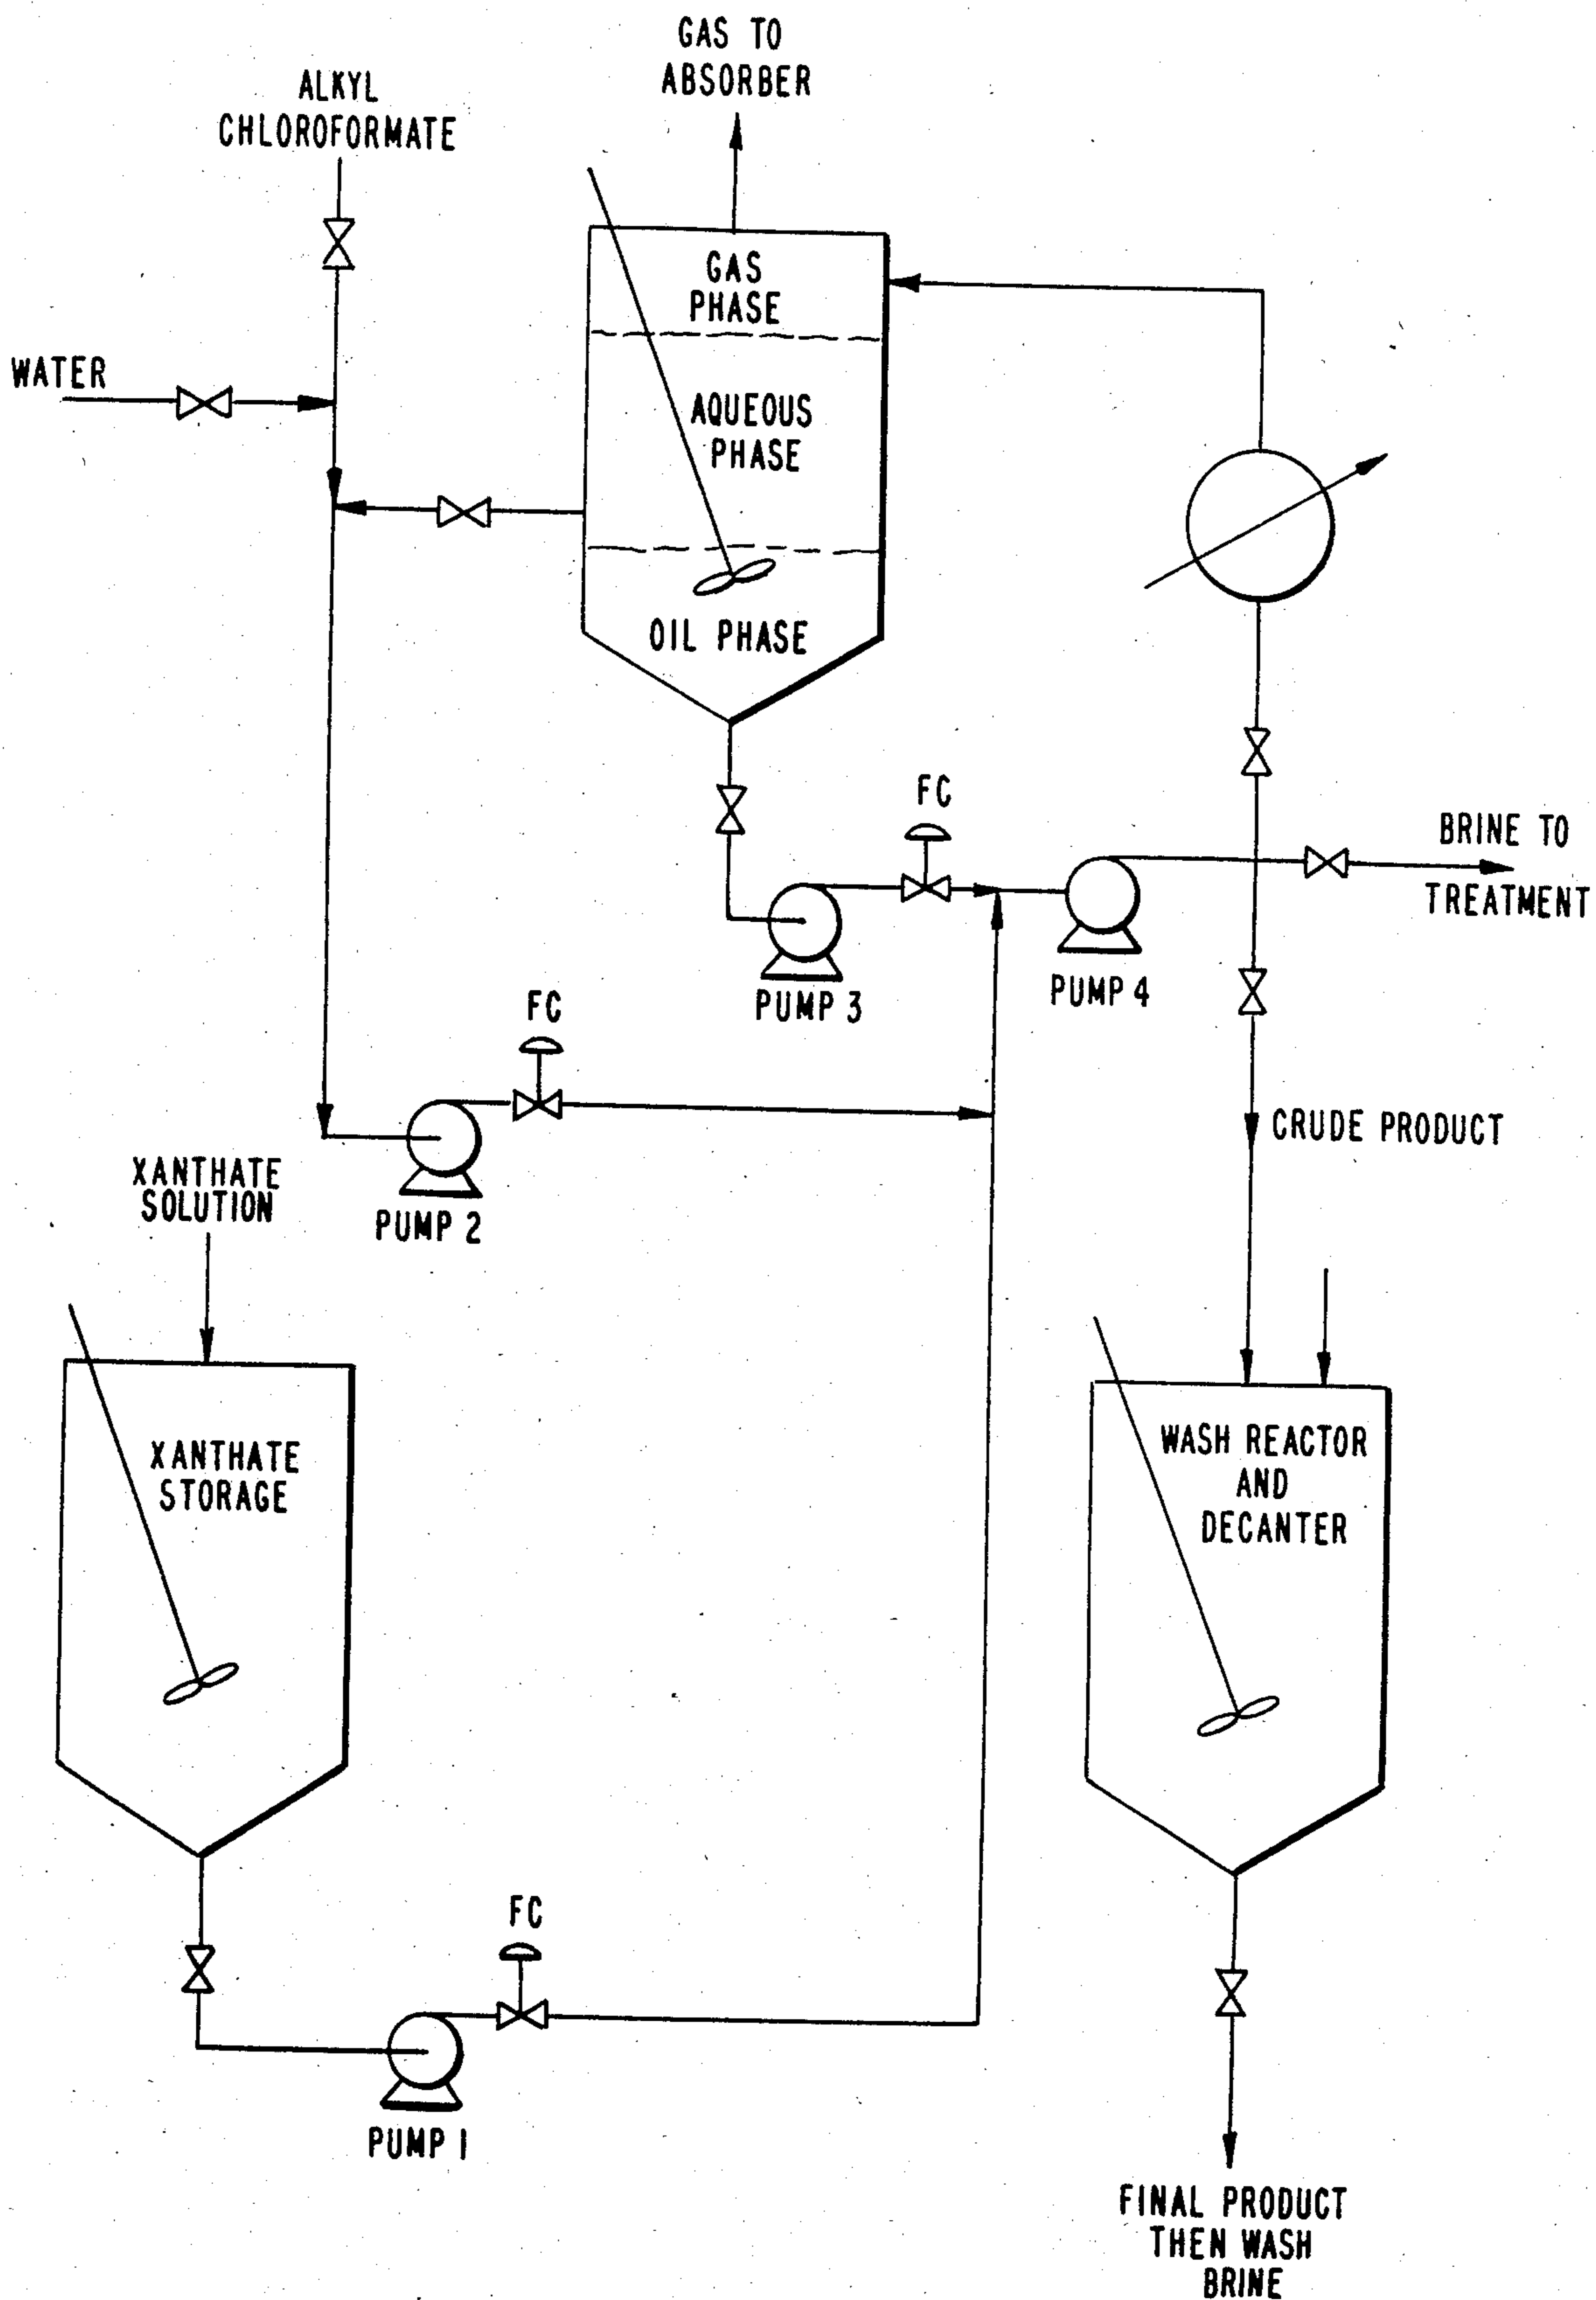 GAS TO
ABSORBER
ALKYL
CHLOROFORMATE
GAS
PHASE
WATER
AQUEOUS
PHASE
OIL PHASE
FC
BRINE TO
TREATMENT
PUMP 3
PUMP 4
FC
CRUDE PRODUCT
XANTHATE
SOLUTION
PUMP 2
XANTHATE
STORAGE
WASH REACTOR
AND
DECANTER
FC
PUMP 1
FINAL PRODUCT
THEN WASH
BRINE